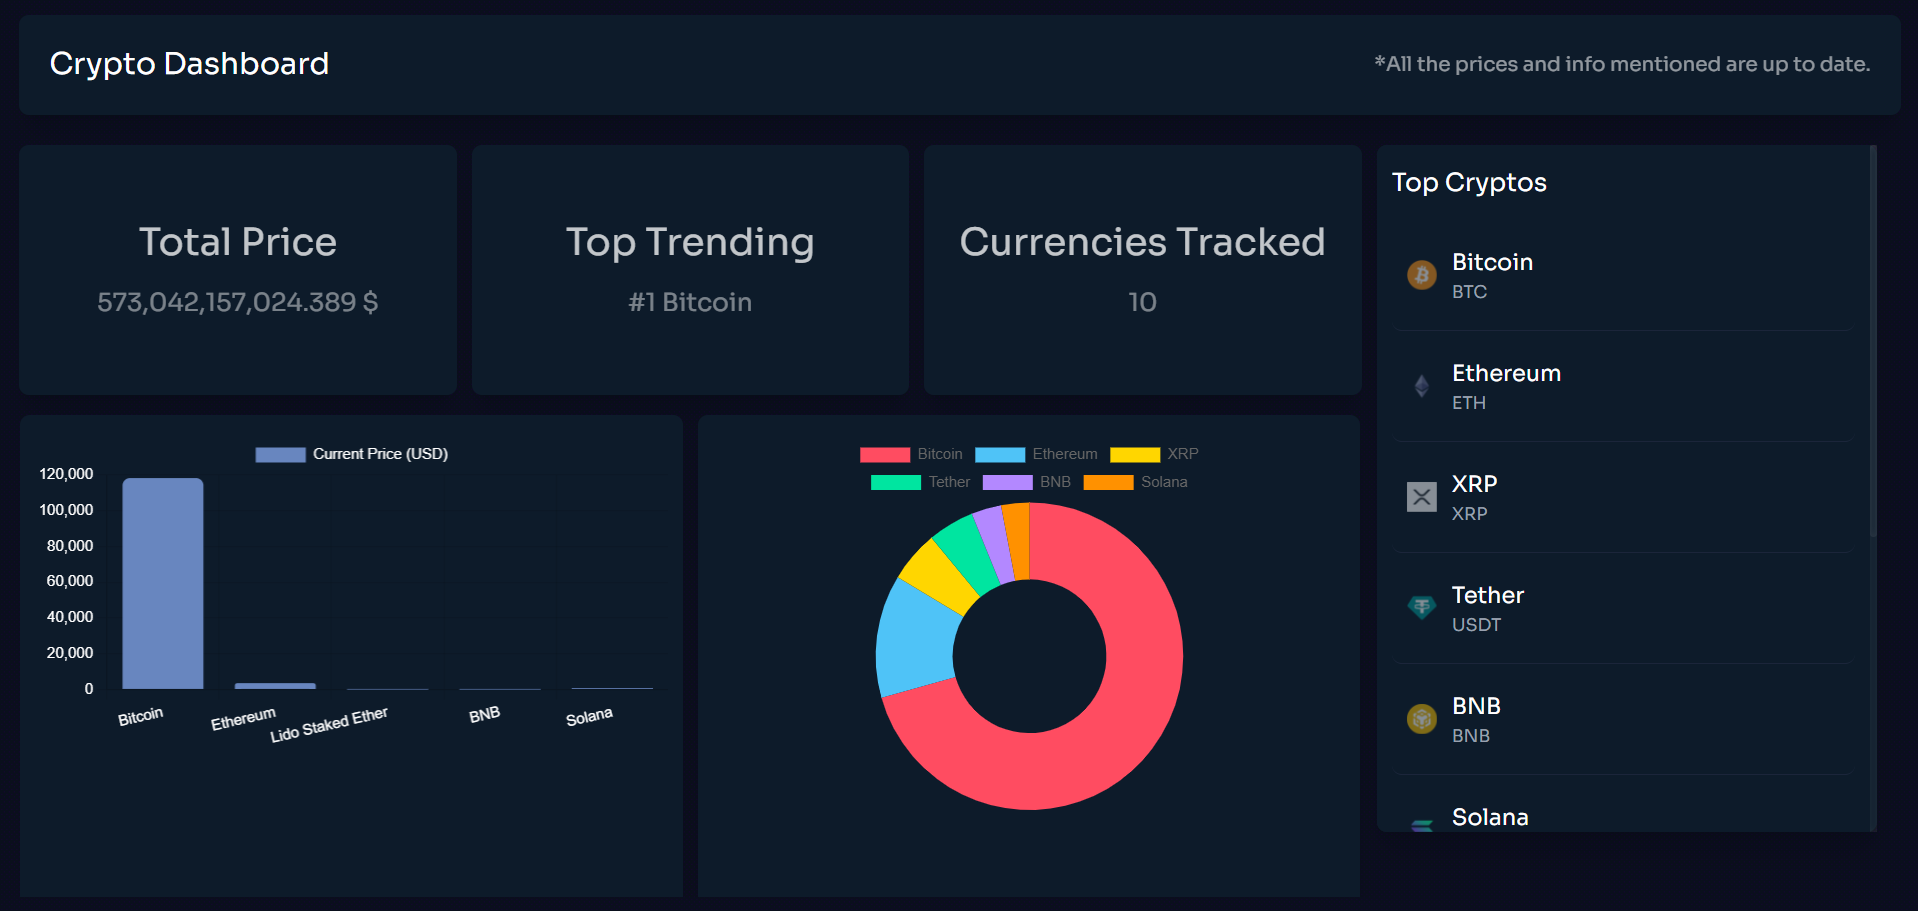 Crypto Dashboard
*All the prices and info mentioned are up to date.
Total Price
573,042,157,024.389 $
Top Trending
#1 Bitcoin
Currencies Tracked
10
Current Price (USD)
120,000
100,000
80,000
60,000
40,000
20,000
0
Bitcoin
Ethereum
Lido Staked Ether
BNB
Solana
Bitcoin Ethereum XRP
Tether BNB Solana
Top Cryptos
Bitcoin
BTC
Ethereum
ETH
XRP
XRP
Tether
USDT
BNB
BNB
Solana